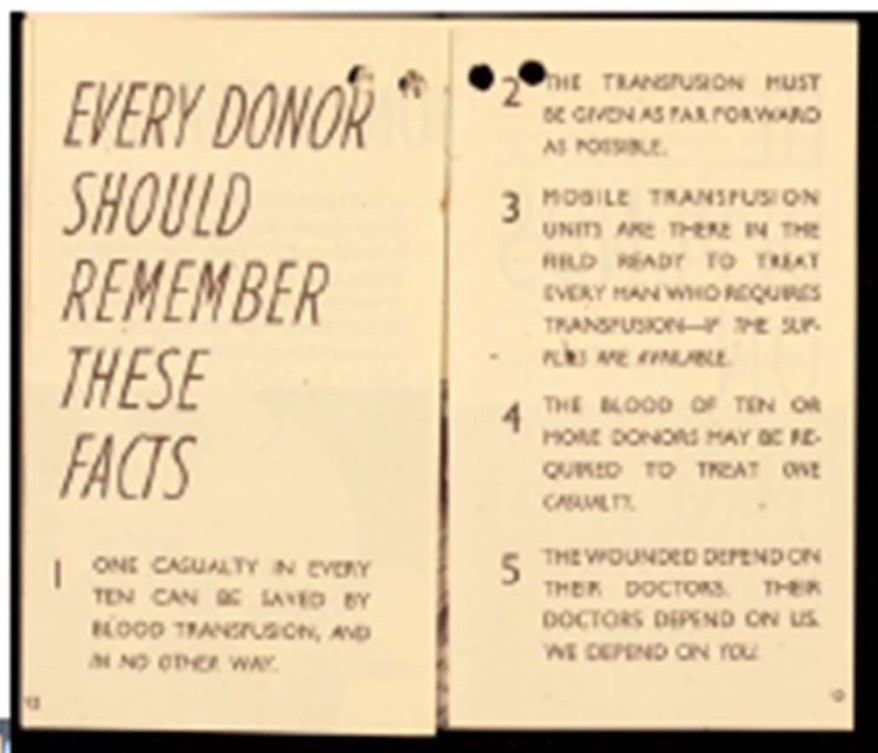 EVERY DONOR
SHOULD
REMEMBER
THESE
FACTS
1 ONE CASUALTY IN EVERY
TEN CAN BE SAVED BY
BLOOD TRANSFUSION, AND
IN NO OTHER WAY.
2 THE TRANSFUSION MUST
BE GIVEN AS FAR FORWARD
AS POSSIBLE.
3 MOBILE TRANSFUSION
UNITS ARE THERE IN THE
FIELD READY TO TREAT
EVERY MAN WHO REQUIRES
TRANSFUSION—IF THE SUP-
PLIES ARE AVAILABLE.
4 THE BLOOD OF TEN OR
MORE DONORS MAY BE RE-
QUIRED TO TREAT ONE
CASUALTY.
5 THE WOUNDED DEPEND ON
THEIR DOCTORS. THEIR
DOCTORS DEPEND ON US.
WE DEPEND ON YOU.